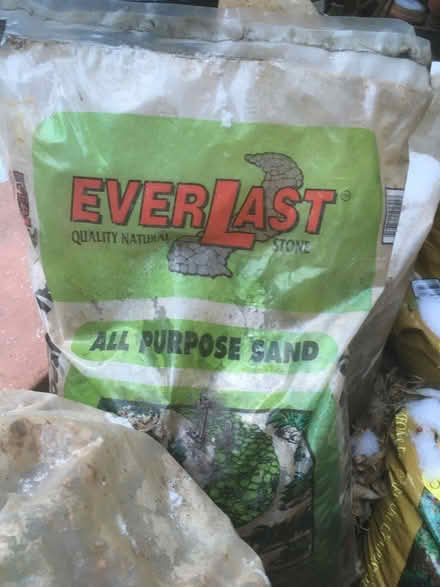 EVERLAST
QUALITY NATURAL STONE
ALL PURPOSE SAND